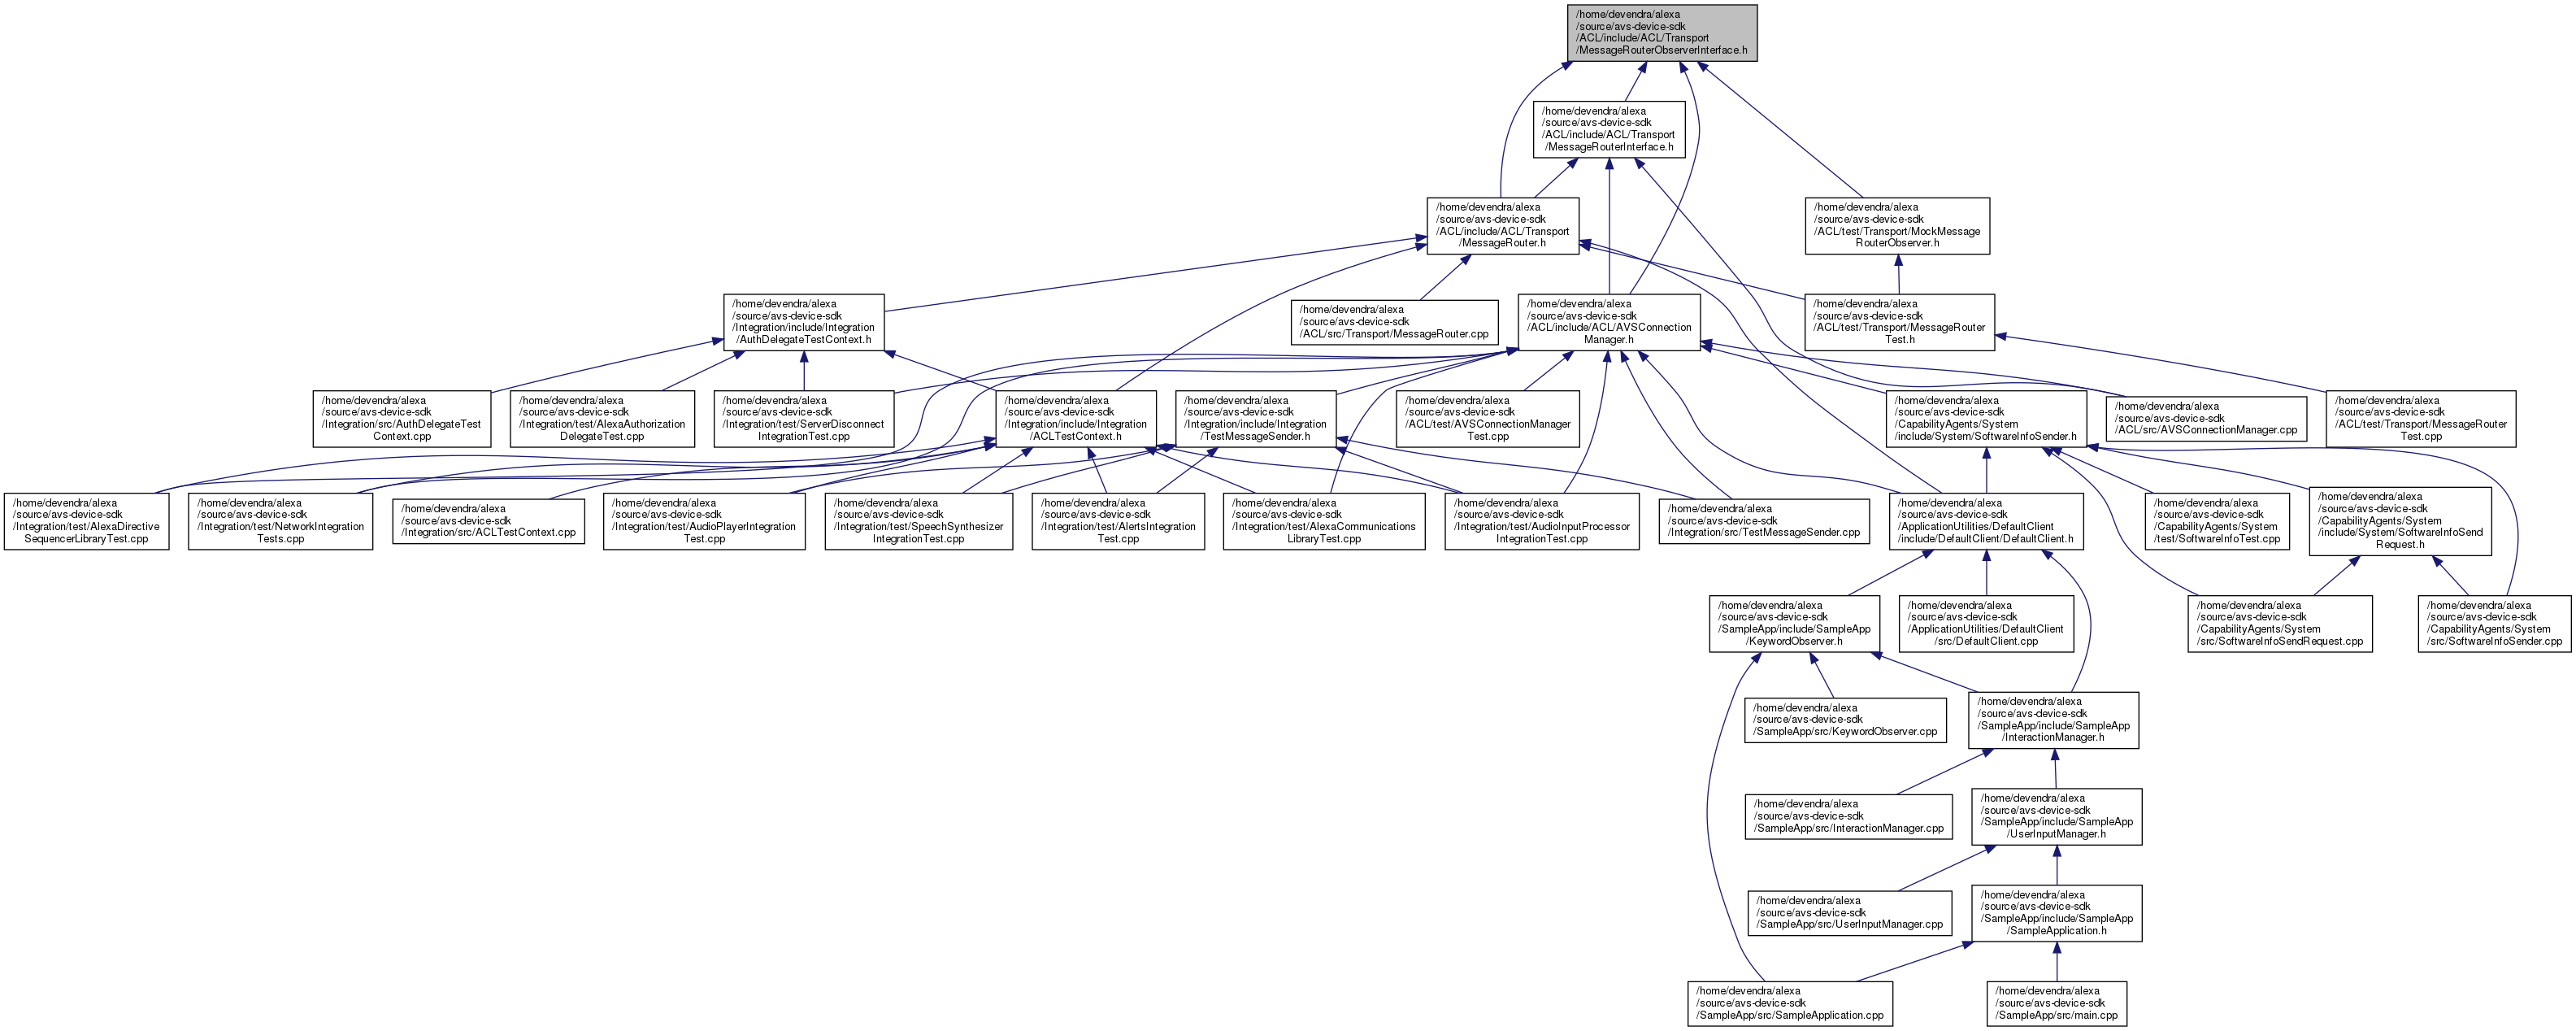 /home/devendra/alexa
/source/avs-device-sdk
/ACL/include/ACL/Transport
/MessageRouterObserverInterface.h
/home/devendra/alexa
/source/avs-device-sdk
/ACL/include/ACL/Transport
/MessageRouterInterface.h
/home/devendra/alexa
/source/avs-device-sdk
/ACL/include/ACL/Transport
/MessageRouter.h
/home/devendra/alexa
/source/avs-device-sdk
/ACL/test/Transport/MockMessage
RouterObserver.h
/home/devendra/alexa
/source/avs-device-sdk
/Integration/include/Integration
/AuthDelegateTestContext.h
/home/devendra/alexa
/source/avs-device-sdk
/ACL/src/Transport/MessageRouter.cpp
/home/devendra/alexa
/source/avs-device-sdk
/ACL/include/ACL/AVSConnection
Manager.h
/home/devendra/alexa
/source/avs-device-sdk
/ACL/test/Transport/MessageRouter
Test.h
/home/devendra/alexa
/source/avs-device-sdk
/Integration/src/AuthDelegateTest
Context.cpp
/home/devendra/alexa
/source/avs-device-sdk
/Integration/test/AlexaAuthorization
DelegateTest.cpp
/home/devendra/alexa
/source/avs-device-sdk
/Integration/test/ServerDisconnect
IntegrationTest.cpp
/home/devendra/alexa
/source/avs-device-sdk
/Integration/include/Integration
/ACLTestContext.h
/home/devendra/alexa
/source/avs-device-sdk
/Integration/include/Integration
/TestMessageSender.h
/home/devendra/alexa
/source/avs-device-sdk
/ACL/test/AVSConnectionManager
Test.cpp
/home/devendra/alexa
/source/avs-device-sdk
/CapabilityAgents/System
/include/System/SoftwareInfoSender.h
/home/devendra/alexa
/source/avs-device-sdk
/ACL/src/AVSConnectionManager.cpp
/home/devendra/alexa
/source/avs-device-sdk
/ACL/test/Transport/MessageRouter
Test.cpp
/home/devendra/alexa
/source/avs-device-sdk
/Integration/test/AlexaDirective
SequencerLibraryTest.cpp
/home/devendra/alexa
/source/avs-device-sdk
/Integration/test/NetworkIntegration
Tests.cpp
/home/devendra/alexa
/source/avs-device-sdk
/Integration/src/ACLTestContext.cpp
/home/devendra/alexa
/source/avs-device-sdk
/Integration/test/AudioPlayerIntegration
Test.cpp
/home/devendra/alexa
/source/avs-device-sdk
/Integration/test/SpeechSynthesizer
IntegrationTest.cpp
/home/devendra/alexa
/source/avs-device-sdk
/Integration/test/AlertsIntegration
Test.cpp
/home/devendra/alexa
/source/avs-device-sdk
/Integration/test/AlexaCommunications
LibraryTest.cpp
/home/devendra/alexa
/source/avs-device-sdk
/Integration/test/AudioInputProcessor
IntegrationTest.cpp
/home/devendra/alexa
/source/avs-device-sdk
/Integration/src/TestMessageSender.cpp
/home/devendra/alexa
/source/avs-device-sdk
/ApplicationUtilities/DefaultClient
/include/DefaultClient/DefaultClient.h
/home/devendra/alexa
/source/avs-device-sdk
/CapabilityAgents/System
/test/SoftwareInfoTest.cpp
/home/devendra/alexa
/source/avs-device-sdk
/CapabilityAgents/System
/include/System/SoftwareInfoSend
Request.h
/home/devendra/alexa
/source/avs-device-sdk
/SampleApp/include/SampleApp
/KeywordObserver.h
/home/devendra/alexa
/source/avs-device-sdk
/ApplicationUtilities/DefaultClient
/src/DefaultClient.cpp
/home/devendra/alexa
/source/avs-device-sdk
/CapabilityAgents/System
/src/SoftwareInfoSendRequest.cpp
/home/devendra/alexa
/source/avs-device-sdk
/CapabilityAgents/System
/src/SoftwareInfoSender.cpp
/home/devendra/alexa
/source/avs-device-sdk
/SampleApp/src/KeywordObserver.cpp
/home/devendra/alexa
/source/avs-device-sdk
/SampleApp/include/SampleApp
/InteractionManager.h
/home/devendra/alexa
/source/avs-device-sdk
/SampleApp/src/InteractionManager.cpp
/home/devendra/alexa
/source/avs-device-sdk
/SampleApp/include/SampleApp
/UserInputManager.h
/home/devendra/alexa
/source/avs-device-sdk
/SampleApp/src/UserInputManager.cpp
/home/devendra/alexa
/source/avs-device-sdk
/SampleApp/include/SampleApp
/SampleApplication.h
/home/devendra/alexa
/source/avs-device-sdk
/SampleApp/src/SampleApplication.cpp
/home/devendra/alexa
/source/avs-device-sdk
/SampleApp/src/main.cpp